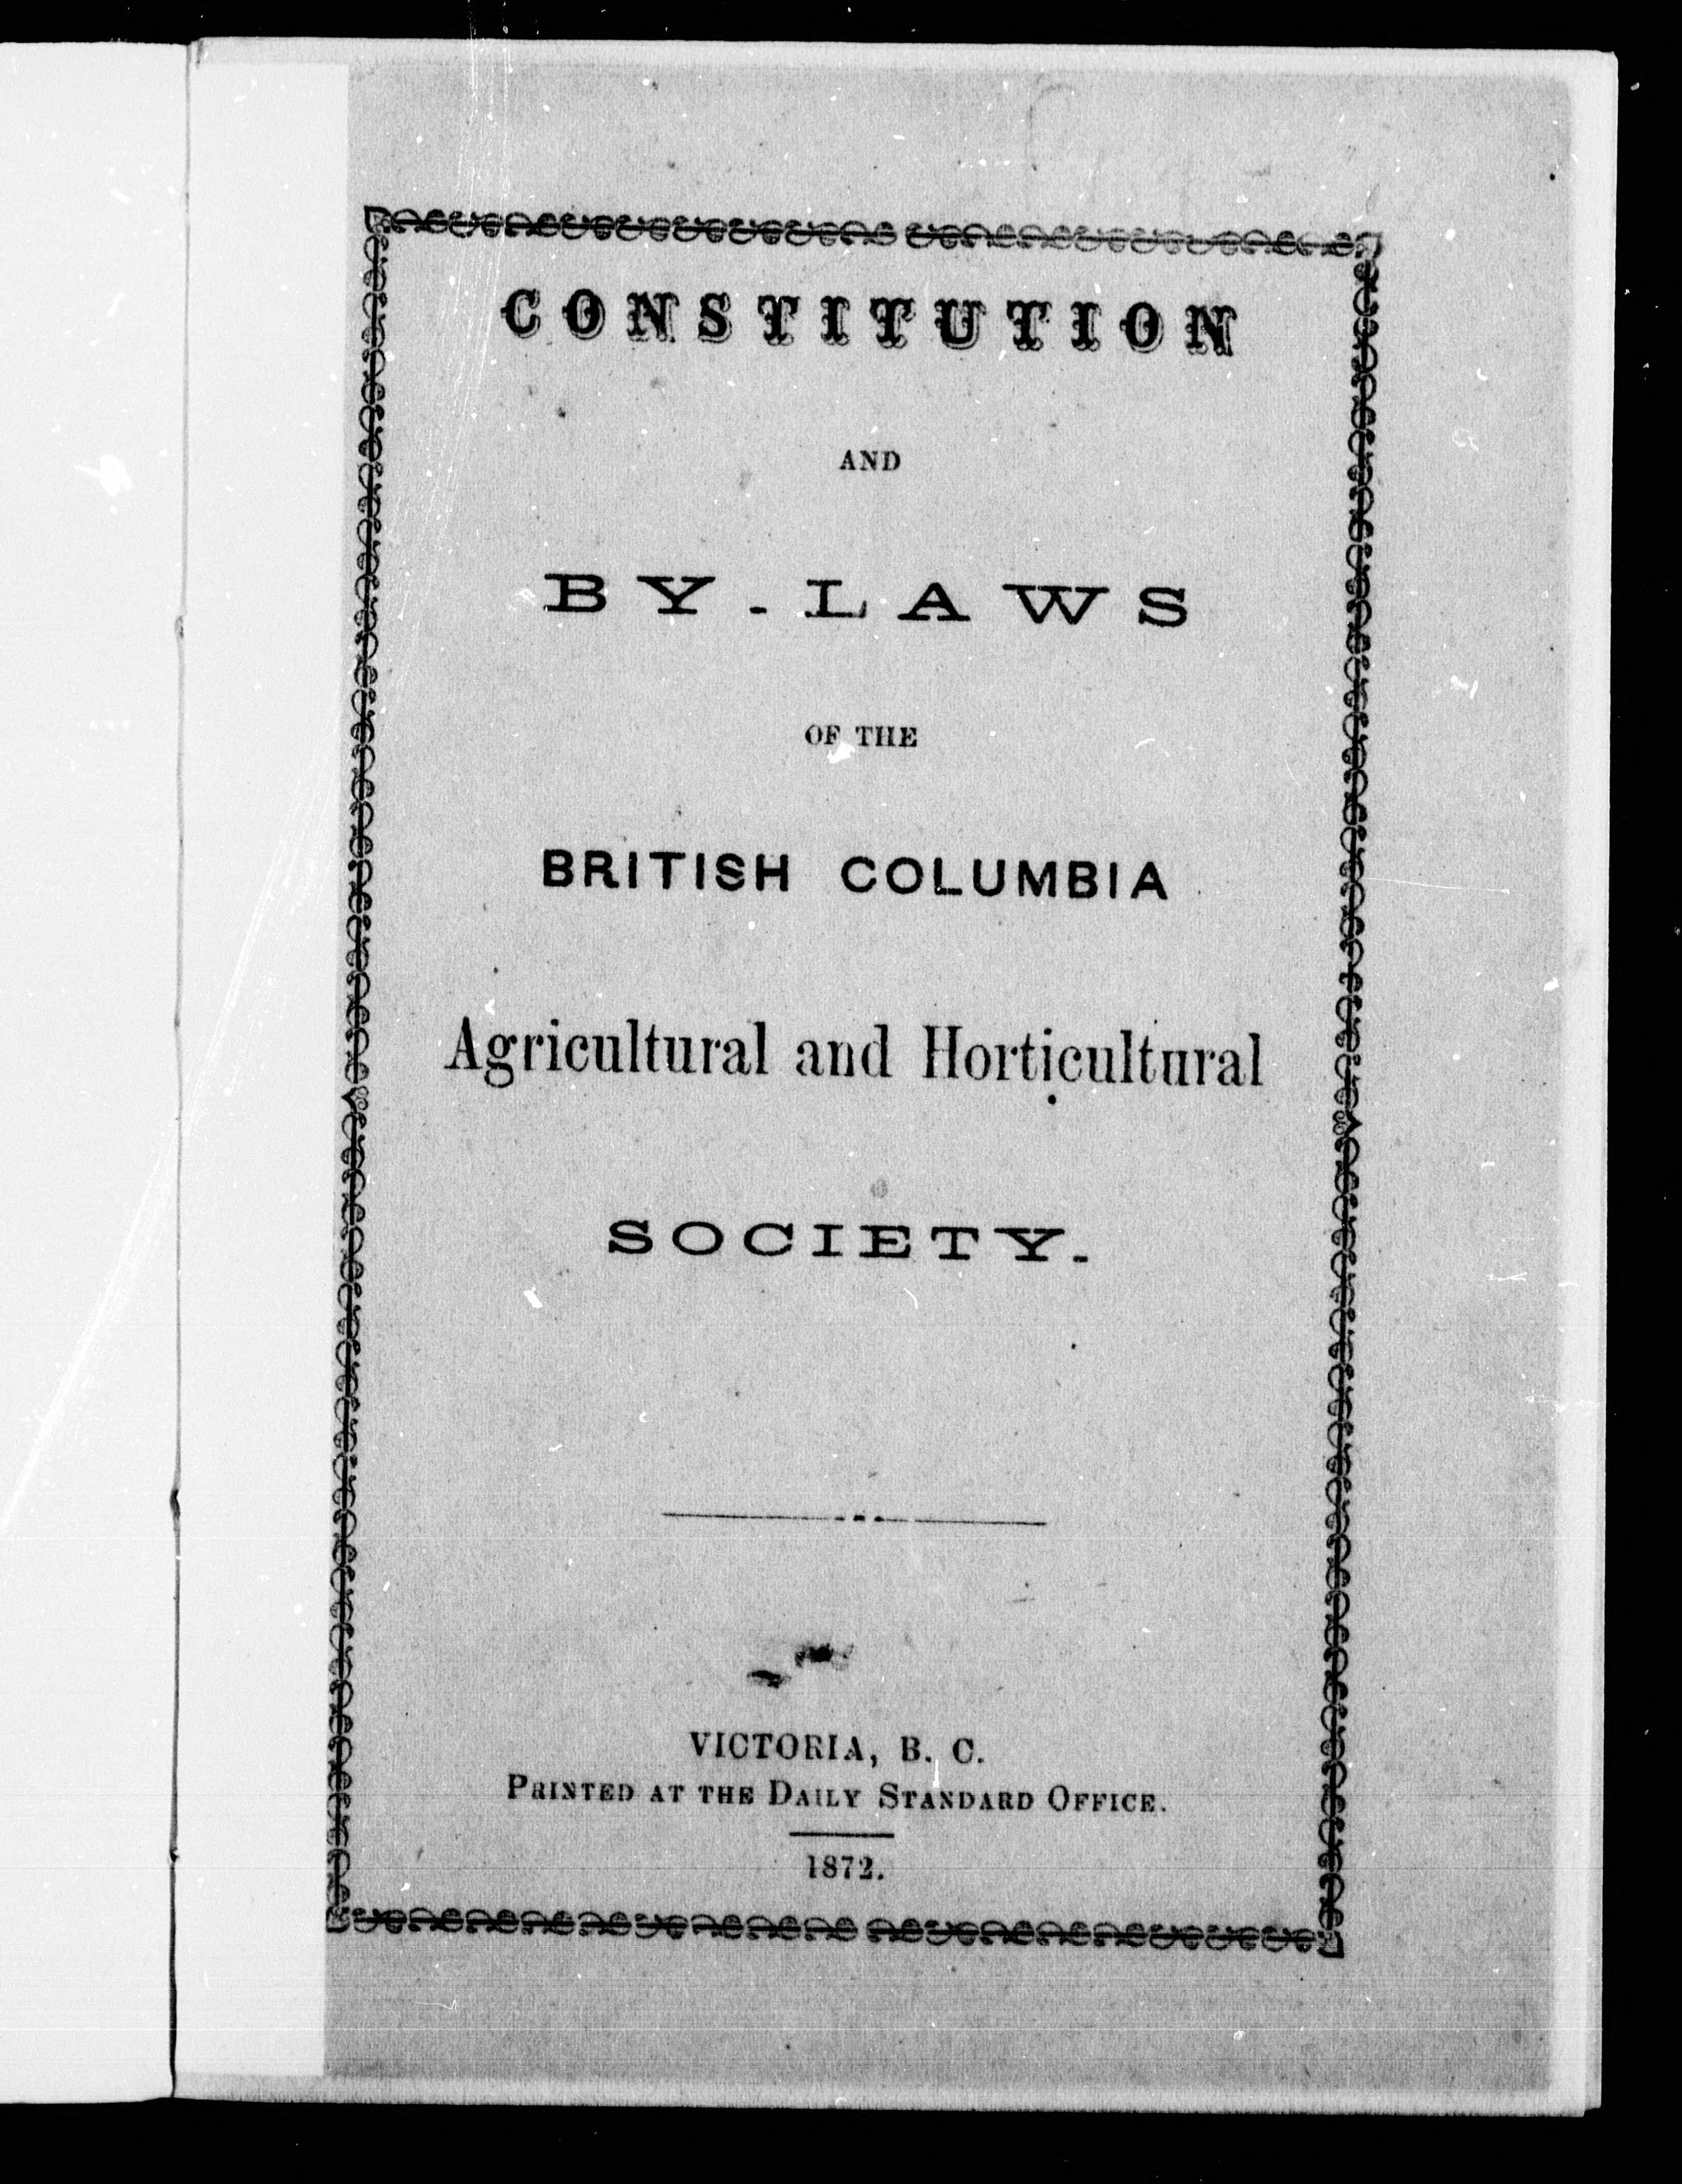 CONSTITUTION
AND
BY-LAWS
OF THE
BRITISH COLUMBIA
Agricultural and Horticultural
SOCIETY.
VICTORIA, B. C.
PRINTED AT THE DAILY STANDARD OFFICE.
1872.